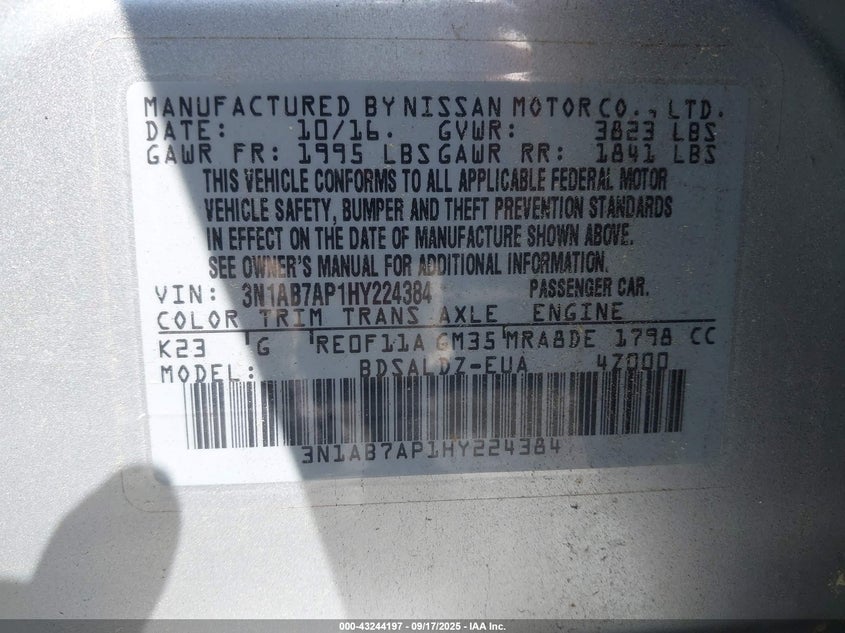 MANUFACTURED BY NISSAN MOTOR CO., LTD.
DATE: 10/16. GVWR: 3823 LBS
GAWR FR: 1995 LBS GAWR RR: 1841 LBS
THIS VEHICLE CONFORMS TO ALL APPLICABLE FEDERAL MOTOR
VEHICLE SAFETY, BUMPER AND THEFT PREVENTION STANDARDS
IN EFFECT ON THE DATE OF MANUFACTURE SHOWN ABOVE.
SEE OWNER'S MANUAL FOR ADDITIONAL INFORMATION.
VIN: 3N1AB7AP1HY224384 PASSENGER CAR.
COLOR TRIM TRANS AXLE ENGINE
K23 G RE0F11A GM35 MRA8DE 1798 CC
MODEL: BDSALDZ-EUA 4Z000
3N1AB7AP1HY224384
000-43244197 - 09/17/2025 - IAA Inc.